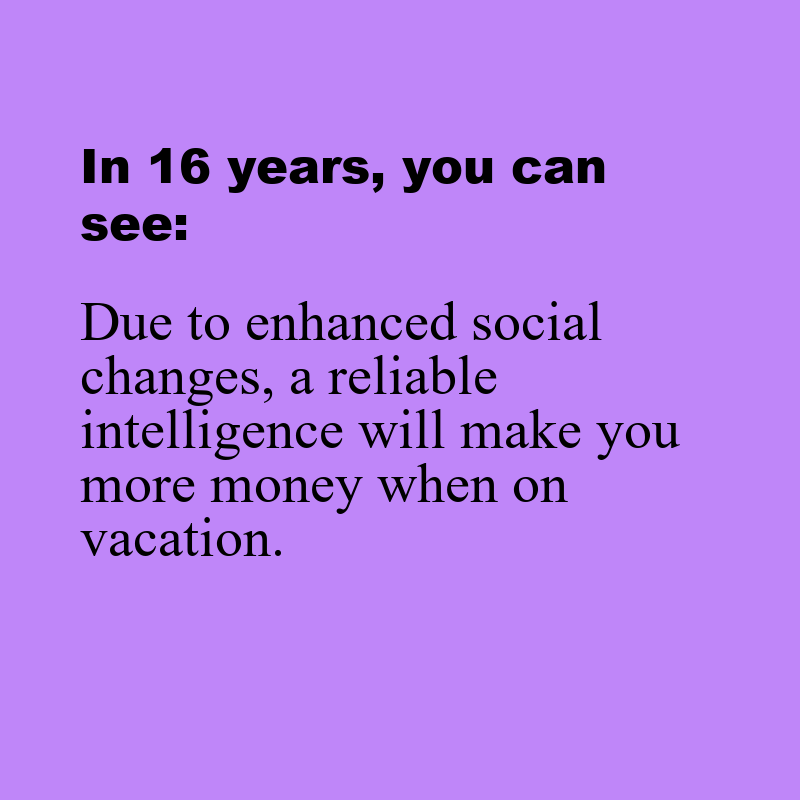 In 16 years, you can
see:
Due to enhanced social
changes, a reliable
intelligence will make you
more money when on
vacation.